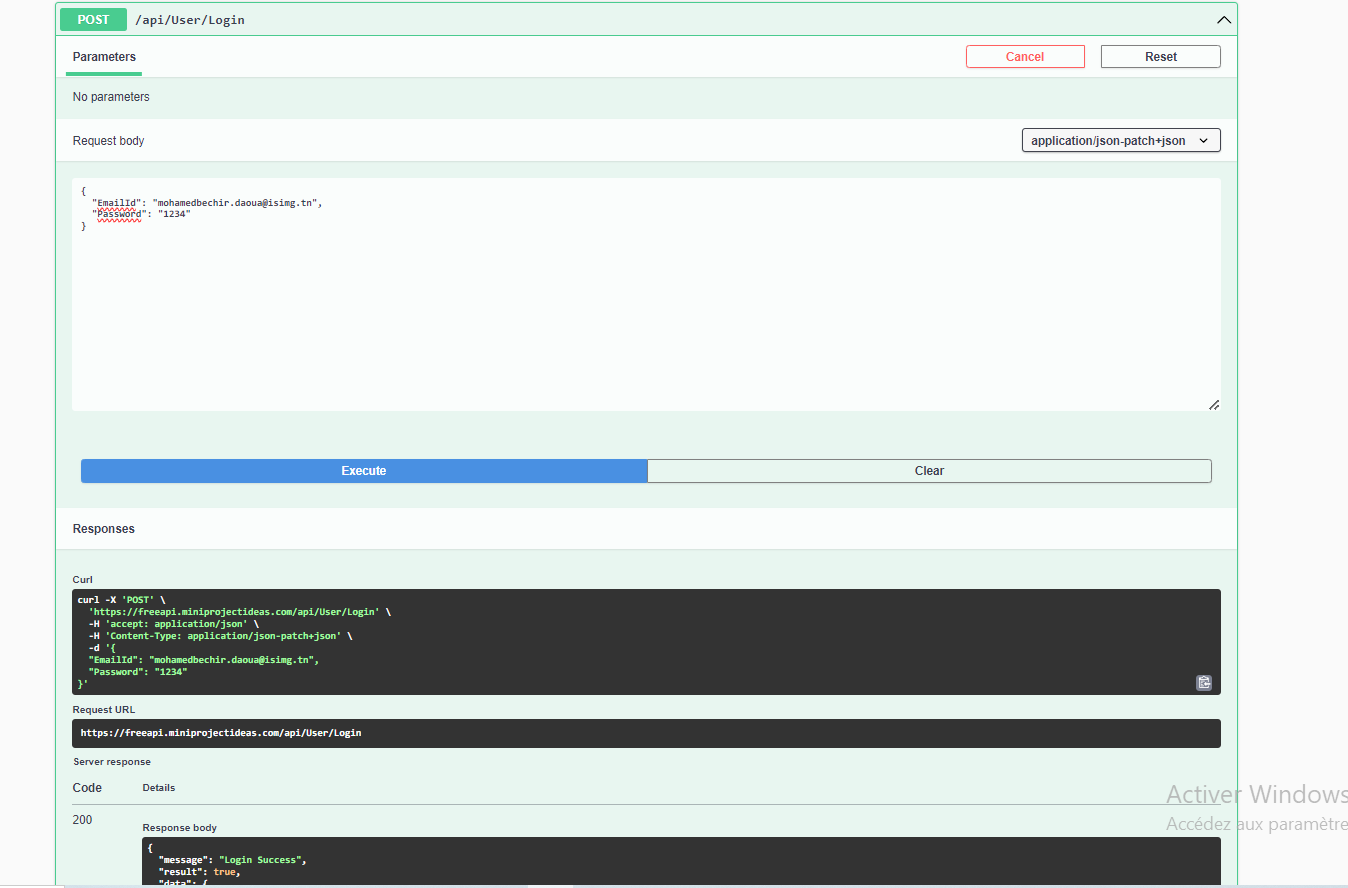 POST /api/User/Login
Parameters Cancel Reset
No parameters
Request body application/json-patch+json
{
"EmailId": "mohamedbechir.daoua@isimg.tn",
"Password": "1234"
}
Execute Clear
Responses
Curl
curl -X 'POST' \
'https://freeapi.miniprojectideas.com/api/User/Login' \
-H 'accept: application/json' \
-H 'Content-Type: application/json-patch+json' \
-d '{
"EmailId": "mohamedbechir.daoua@isimg.tn",
"Password": "1234"
}'
Request URL
https://freeapi.miniprojectideas.com/api/User/Login
Server response
Code Details
Activer Windows
200
Accédez aux paramètre
Response body
{
"message": "Login Success",
"result": true,
"data": {